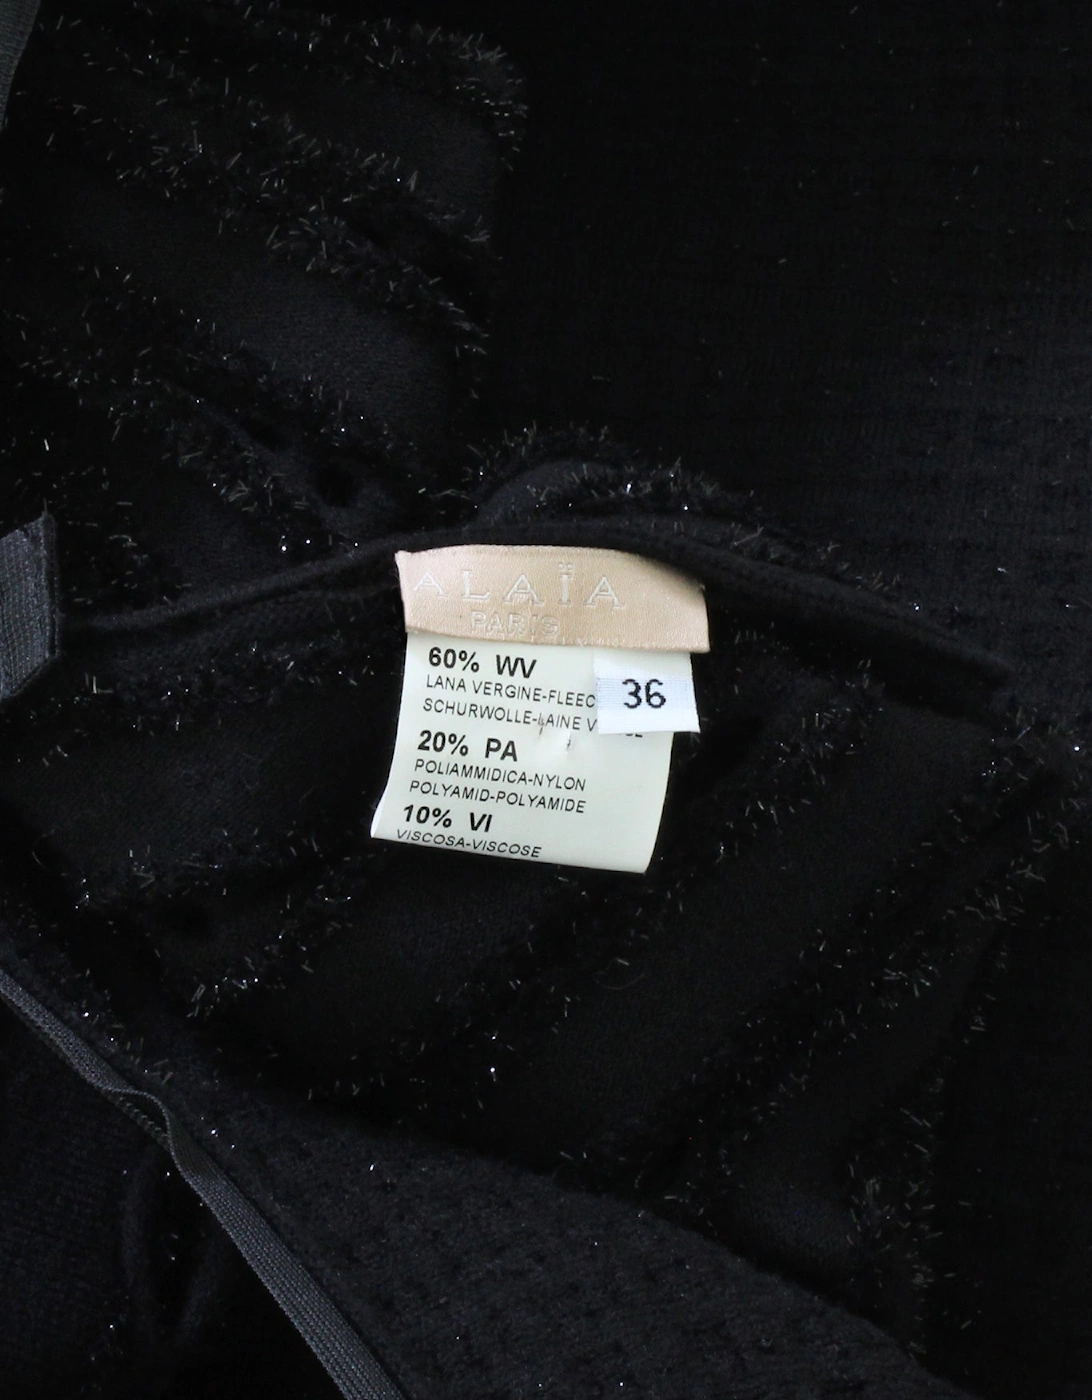 ALAÏA
PARIS
60% WV
LANA VERGINE-FLEEC
36
SCHURWOLLE-LAINE V
20% PA
POLIAMMIDICA-NYLON
POLYAMID-POLYAMIDE
10% VI
VISCOSA-VISCOSE